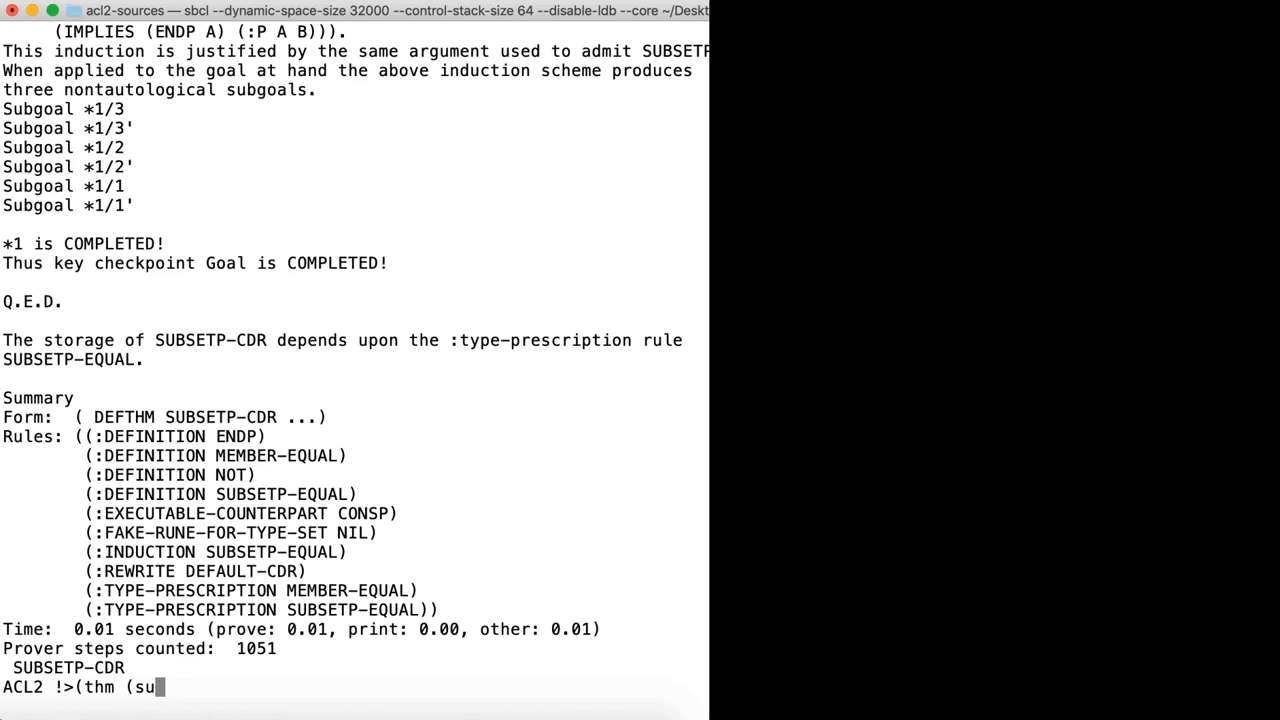 acl2-sources — sbcl --dynamic-space-size 32000 --control-stack-size 64 --disable-ldb --core ~/Deskt
(IMPLIES (ENDP A) (:P A B))).
This induction is justified by the same argument used to admit SUBSETP
When applied to the goal at hand the above induction scheme produces
three nontautological subgoals.
Subgoal *1/3
Subgoal *1/3'
Subgoal *1/2
Subgoal *1/2'
Subgoal *1/1
Subgoal *1/1'
*1 is COMPLETED!
Thus key checkpoint Goal is COMPLETED!
Q.E.D.
The storage of SUBSETP-CDR depends upon the :type-prescription rule
SUBSETP-EQUAL.
Summary
Form:  ( DEFTHM SUBSETP-CDR ...)
Rules: ((:DEFINITION ENDP)
(:DEFINITION MEMBER-EQUAL)
(:DEFINITION NOT)
(:DEFINITION SUBSETP-EQUAL)
(:EXECUTABLE-COUNTERPART CONSP)
(:FAKE-RUNE-FOR-TYPE-SET NIL)
(:INDUCTION SUBSETP-EQUAL)
(:REWRITE DEFAULT-CDR)
(:TYPE-PRESCRIPTION MEMBER-EQUAL)
(:TYPE-PRESCRIPTION SUBSETP-EQUAL))
Time:  0.01 seconds (prove: 0.01, print: 0.00, other: 0.01)
Prover steps counted:  1051
SUBSETP-CDR
ACL2 !>(thm (su